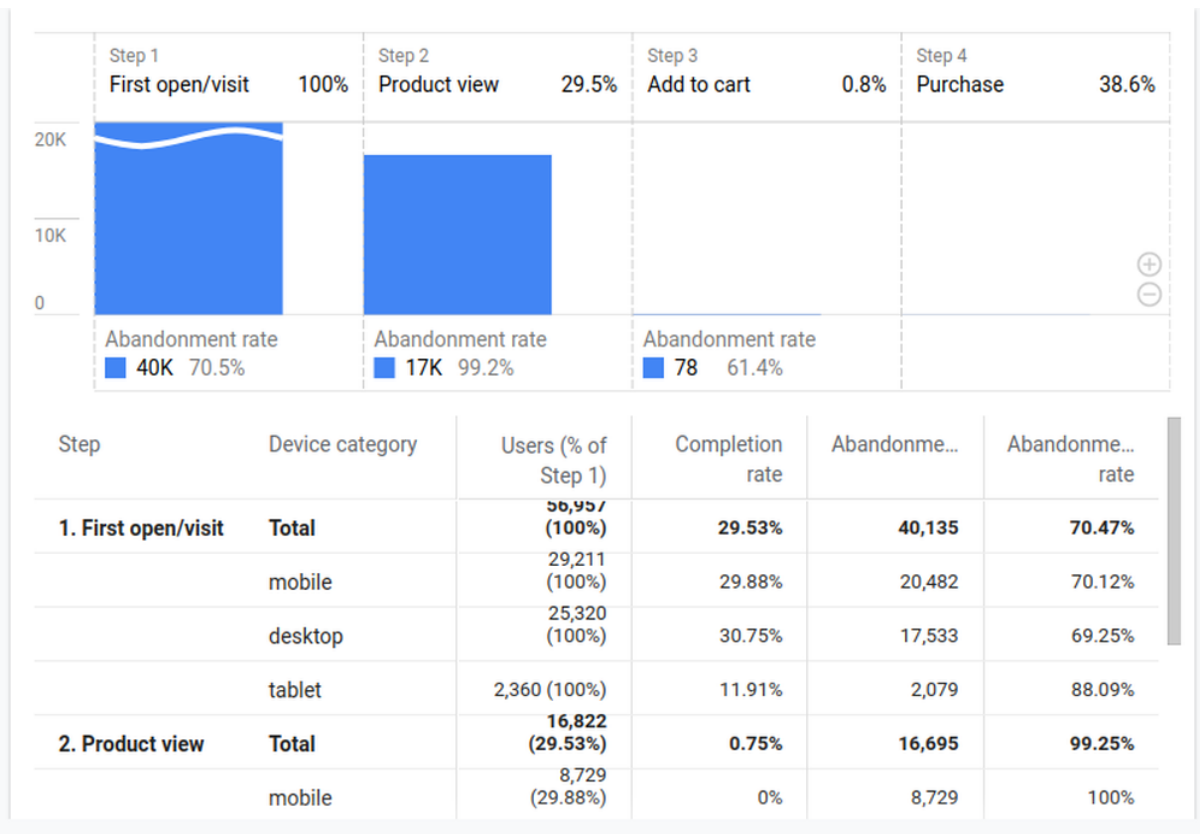 Step 1 Step 2 Step 3 Step 4
First open/visit 100% Product view 29.5% Add to cart 0.8% Purchase 38.6%
20K
10K
0
Abandonment rate Abandonment rate Abandonment rate
40K 70.5% 17K 99.2% 78 61.4%
Step Device category Users (% of Step 1) Completion rate Abandonme... Abandonme... rate
1. First open/visit Total 56,957 (100%) 29.53% 40,135 70.47%
mobile 29,211 (100%) 29.88% 20,482 70.12%
desktop 25,320 (100%) 30.75% 17,533 69.25%
tablet 2,360 (100%) 11.91% 2,079 88.09%
2. Product view Total 16,822 (29.53%) 0.75% 16,695 99.25%
mobile 8,729 (29.88%) 0% 8,729 100%